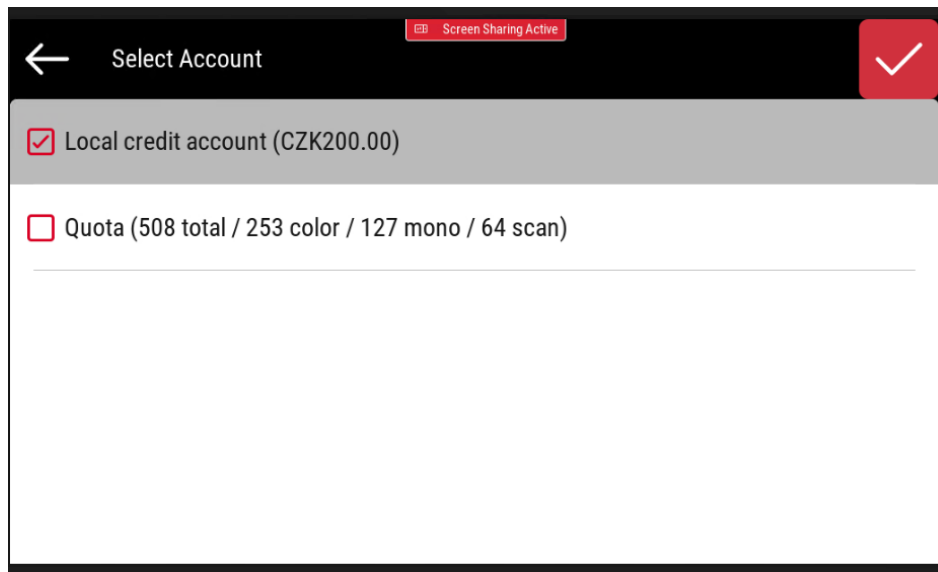 Screen Sharing Active
Select Account
Local credit account (CZK200.00)
Quota (508 total / 253 color / 127 mono / 64 scan)